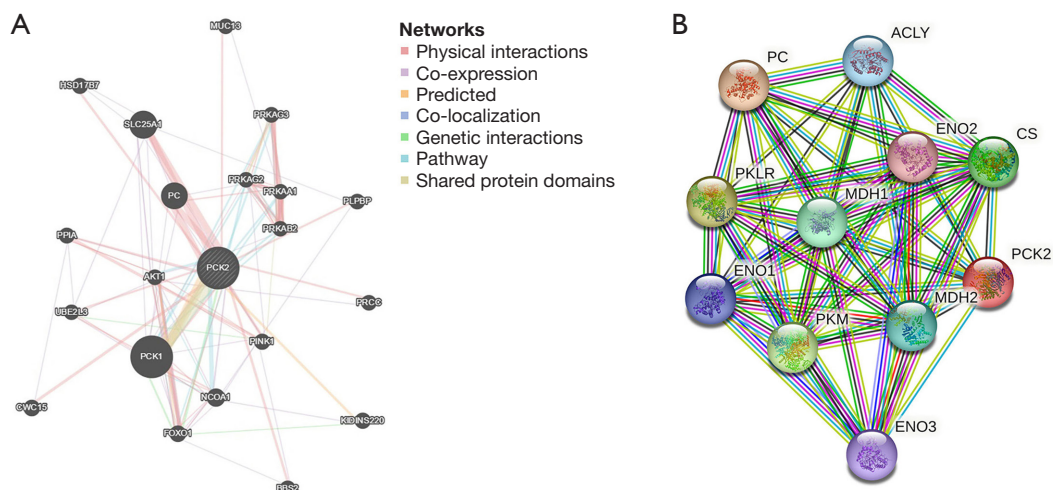 A
MUC13
HSD17B7
SLC25A1
PRKAG3
PRKAG2
PRKAA1
PC
PLPBP
PRKAB2
PPIA
PCK2
AKT1
PRCC
UBE2L3
PINK1
PCK1
NCOA1
CWC15
KIDINS220
FOXO1
BBS2
Networks
Physical interactions
Co-expression
Predicted
Co-localization
Genetic interactions
Pathway
Shared protein domains
B
ACLY
PC
ENO2
CS
PKLR
MDH1
PCK2
ENO1
MDH2
PKM
ENO3